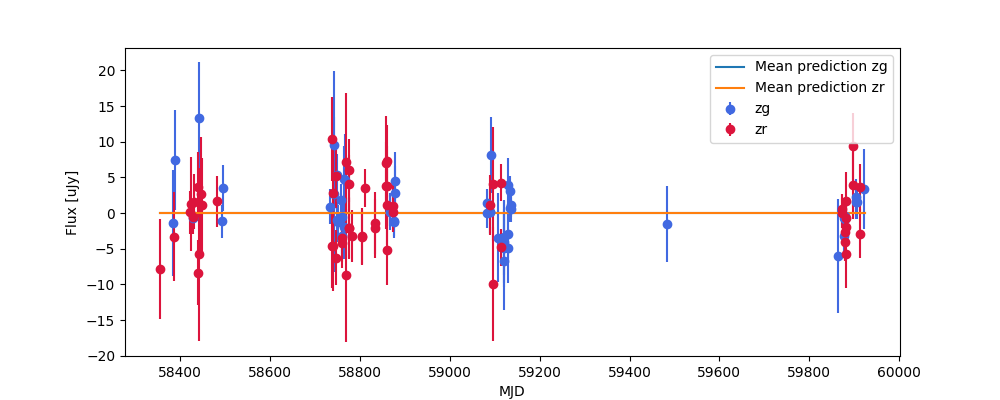 Flux [uJy]
20
15
10
5
0
−5
−10
−15
−20
58400 58600 58800 59000 59200 59400 59600 59800 60000
MJD
Mean prediction zg
Mean prediction zr
zg
zr